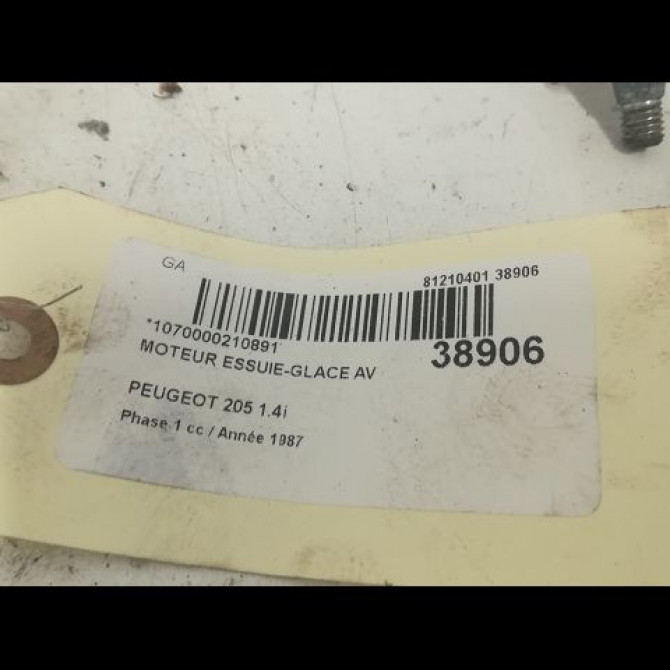 GA
81210401 38906
*1070000210891*
38906
MOTEUR ESSUIE-GLACE AV
PEUGEOT 205 1.4i
Phase 1 cc / Année 1987